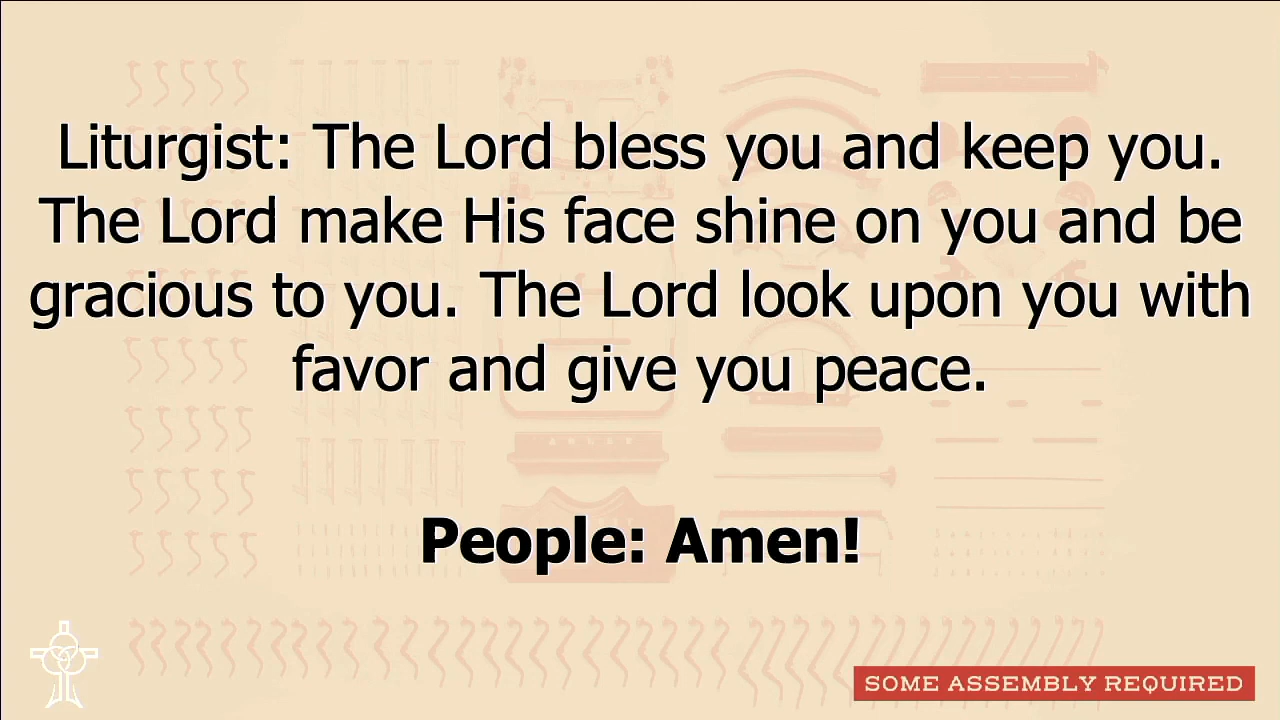 Liturgist: The Lord bless you and keep you.
The Lord make His face shine on you and be
gracious to you. The Lord look upon you with
favor and give you peace.
People: Amen!
SOME ASSEMBLY REQUIRED